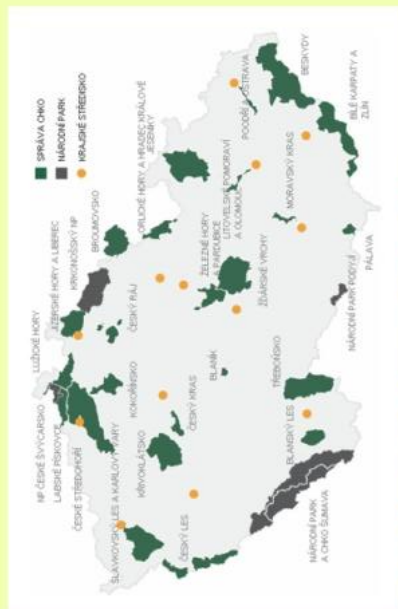 SPRÁVA CHKO
NÁRODNÍ PARK
KRAJSKÉ STŘEDISKO
LUŽICKÉ HORY
NP ČESKÉ ŠVÝCARSKO
LABSKÉ PÍSKOVCE
ČESKÉ STŘEDOHOŘÍ
SLAVKOVSKÝ LES A KARLOVY VARY
JIZERSKÉ HORY A LIBEREC
KRKONOŠSKÝ NP
BROUMOVSKO
ORLICKÉ HORY A HRADEC KRÁLOVÉ
JESENÍKY
ČESKÝ RÁJ
KOKOŘÍNSKO
KŘIVOKLÁTSKO
ČESKÝ KRAS
ČESKÝ LES
BLANÍK
ŽELEZNÉ HORY
A PARDUBICE
LITOVELSKÉ POMORAVÍ
A OLOMOUC
POODŘÍ A OSTRAVA
BESKYDY
ŽĎÁRSKÉ VRCHY
MORAVSKÝ KRAS
BÍLÉ KARPATY A
ZLÍN
PÁLAVA
NÁRODNÍ PARK PODYJÍ
TŘEBOŇSKO
BLANSKÝ LES
NÁRODNÍ PARK
A CHKO ŠUMAVA